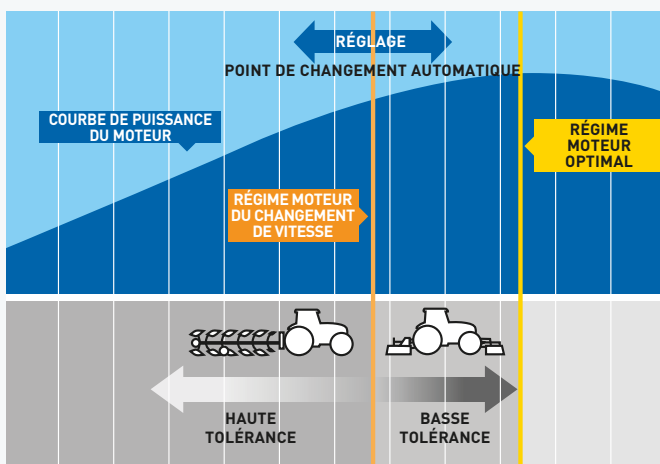 RÉGLAGE
POINT DE CHANGEMENT AUTOMATIQUE
COURBE DE PUISSANCE
DU MOTEUR
RÉGIME
MOTEUR
OPTIMAL
RÉGIME MOTEUR
DU CHANGEMENT
DE VITESSE
HAUTE
TOLÉRANCE
BASSE
TOLÉRANCE